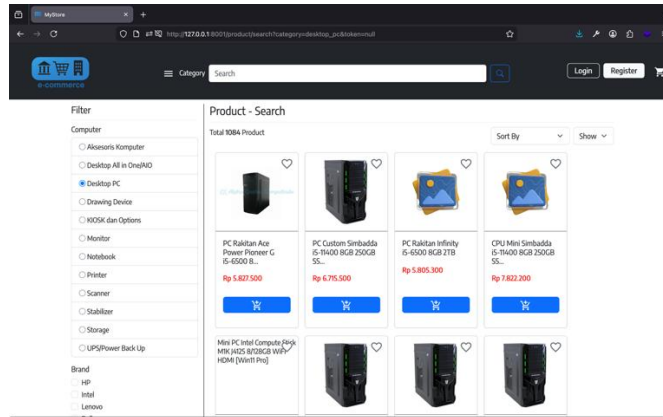 MyStore
http://127.0.0.1:8001/product/search?category=desktop_pc&token=null
e-commerce
Category
Search
Login
Register
Filter
Computer
Aksesoris Komputer
Desktop All in One/AIO
Desktop PC
Drawing Device
KIOSK dan Options
Monitor
Notebook
Printer
Scanner
Stabilizer
Storage
UPS/Power Back Up
Brand
HP
Intel
Lenovo
Product - Search
Total 1084 Product
Sort By
Show
PC Rakitan Ace
Power Pioneer G
i5-6500 8...
Rp 5.827.500
PC Custom Simbadda
i5-11400 8GB 250GB
SS...
Rp 6.715.500
PC Rakitan Infinity
i5-6500 8GB 2TB
Rp 5.805.300
CPU Mini Simbadda
i5-11400 8GB 250GB
SS...
Rp 7.822.200
Mini PC Intel Compute Stick
M1K J4125 8/128GB WiFi
HDMI [Win11 Pro]